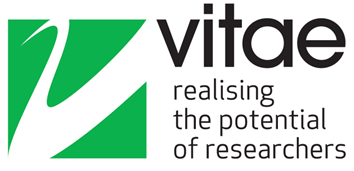 vitae
realising
the potential
of researchers